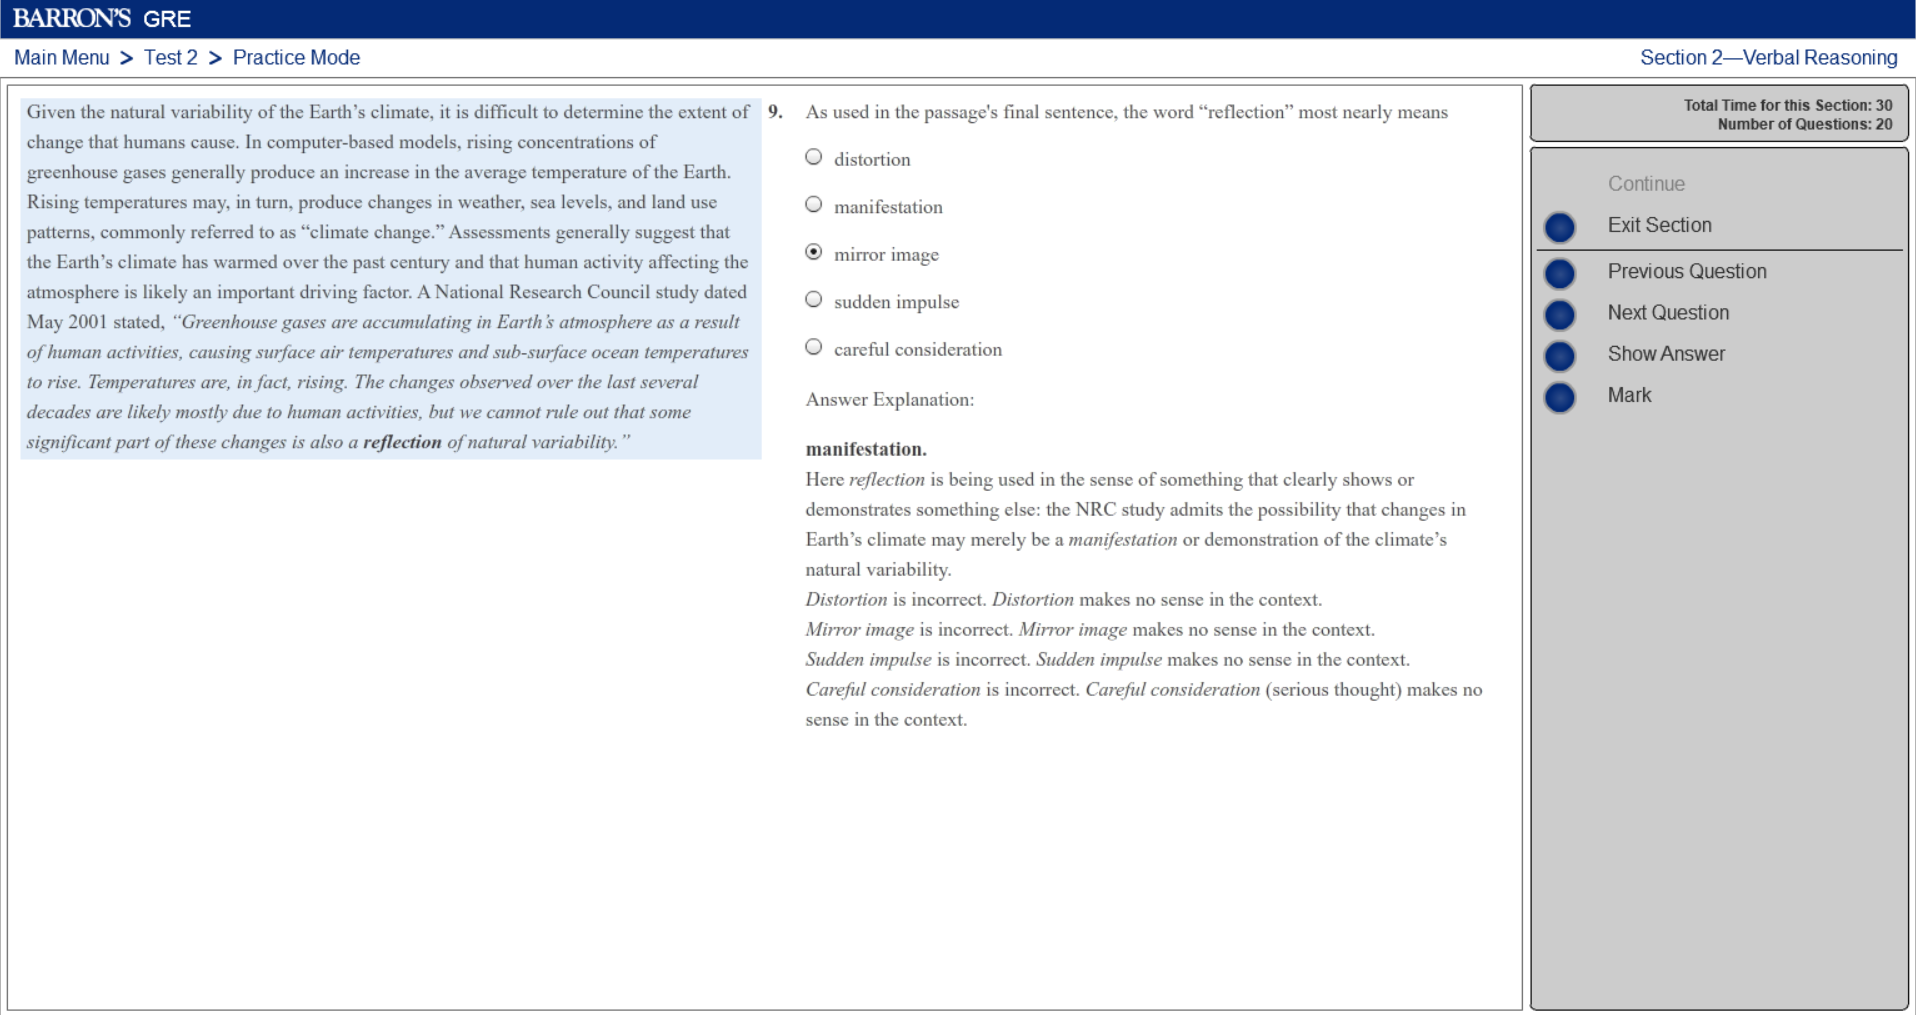 BARRON'S GRE
Main Menu > Test 2 > Practice Mode
Section 2—Verbal Reasoning
Given the natural variability of the Earth’s climate, it is difficult to determine the extent of
change that humans cause. In computer-based models, rising concentrations of
greenhouse gases generally produce an increase in the average temperature of the Earth.
Rising temperatures may, in turn, produce changes in weather, sea levels, and land use
patterns, commonly referred to as “climate change.” Assessments generally suggest that
the Earth’s climate has warmed over the past century and that human activity affecting the
atmosphere is likely an important driving factor. A National Research Council study dated
May 2001 stated, “Greenhouse gases are accumulating in Earth’s atmosphere as a result
of human activities, causing surface air temperatures and sub-surface ocean temperatures
to rise. Temperatures are, in fact, rising. The changes observed over the last several
decades are likely mostly due to human activities, but we cannot rule out that some
significant part of these changes is also a reflection of natural variability.”
9. As used in the passage's final sentence, the word “reflection” most nearly means
distortion
manifestation
mirror image
sudden impulse
careful consideration
Answer Explanation:
manifestation.
Here reflection is being used in the sense of something that clearly shows or
demonstrates something else: the NRC study admits the possibility that changes in
Earth’s climate may merely be a manifestation or demonstration of the climate’s
natural variability.
Distortion is incorrect. Distortion makes no sense in the context.
Mirror image is incorrect. Mirror image makes no sense in the context.
Sudden impulse is incorrect. Sudden impulse makes no sense in the context.
Careful consideration is incorrect. Careful consideration (serious thought) makes no
sense in the context.
Total Time for this Section: 30
Number of Questions: 20
Continue
Exit Section
Previous Question
Next Question
Show Answer
Mark